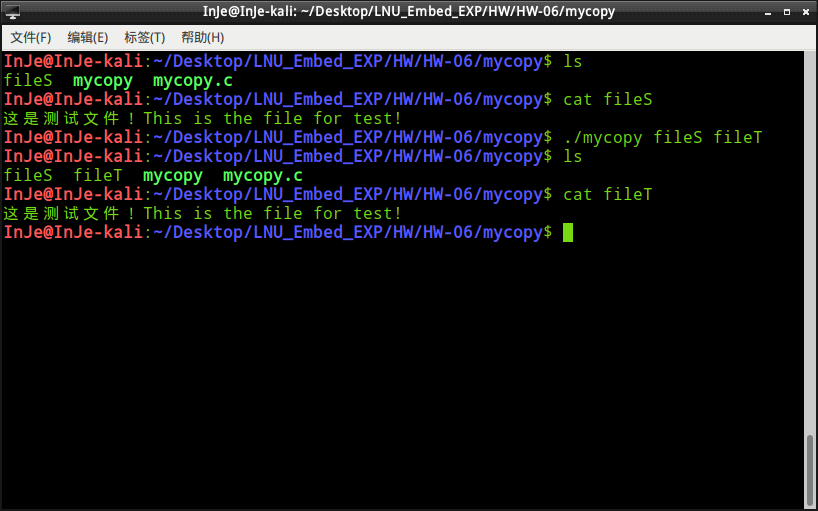 InJe@InJe-kali: ~/Desktop/LNU_Embed_EXP/HW/HW-06/mycopy
文件(F) 编辑(E) 标签(T) 帮助(H)
InJe@InJe-kali:~/Desktop/LNU_Embed_EXP/HW/HW-06/mycopy$ ls
fileS  mycopy  mycopy.c
InJe@InJe-kali:~/Desktop/LNU_Embed_EXP/HW/HW-06/mycopy$ cat fileS
这是测试文件！This is the file for test!
InJe@InJe-kali:~/Desktop/LNU_Embed_EXP/HW/HW-06/mycopy$ ./mycopy fileS fileT
InJe@InJe-kali:~/Desktop/LNU_Embed_EXP/HW/HW-06/mycopy$ ls
fileS  fileT  mycopy  mycopy.c
InJe@InJe-kali:~/Desktop/LNU_Embed_EXP/HW/HW-06/mycopy$ cat fileT
这是测试文件！This is the file for test!
InJe@InJe-kali:~/Desktop/LNU_Embed_EXP/HW/HW-06/mycopy$